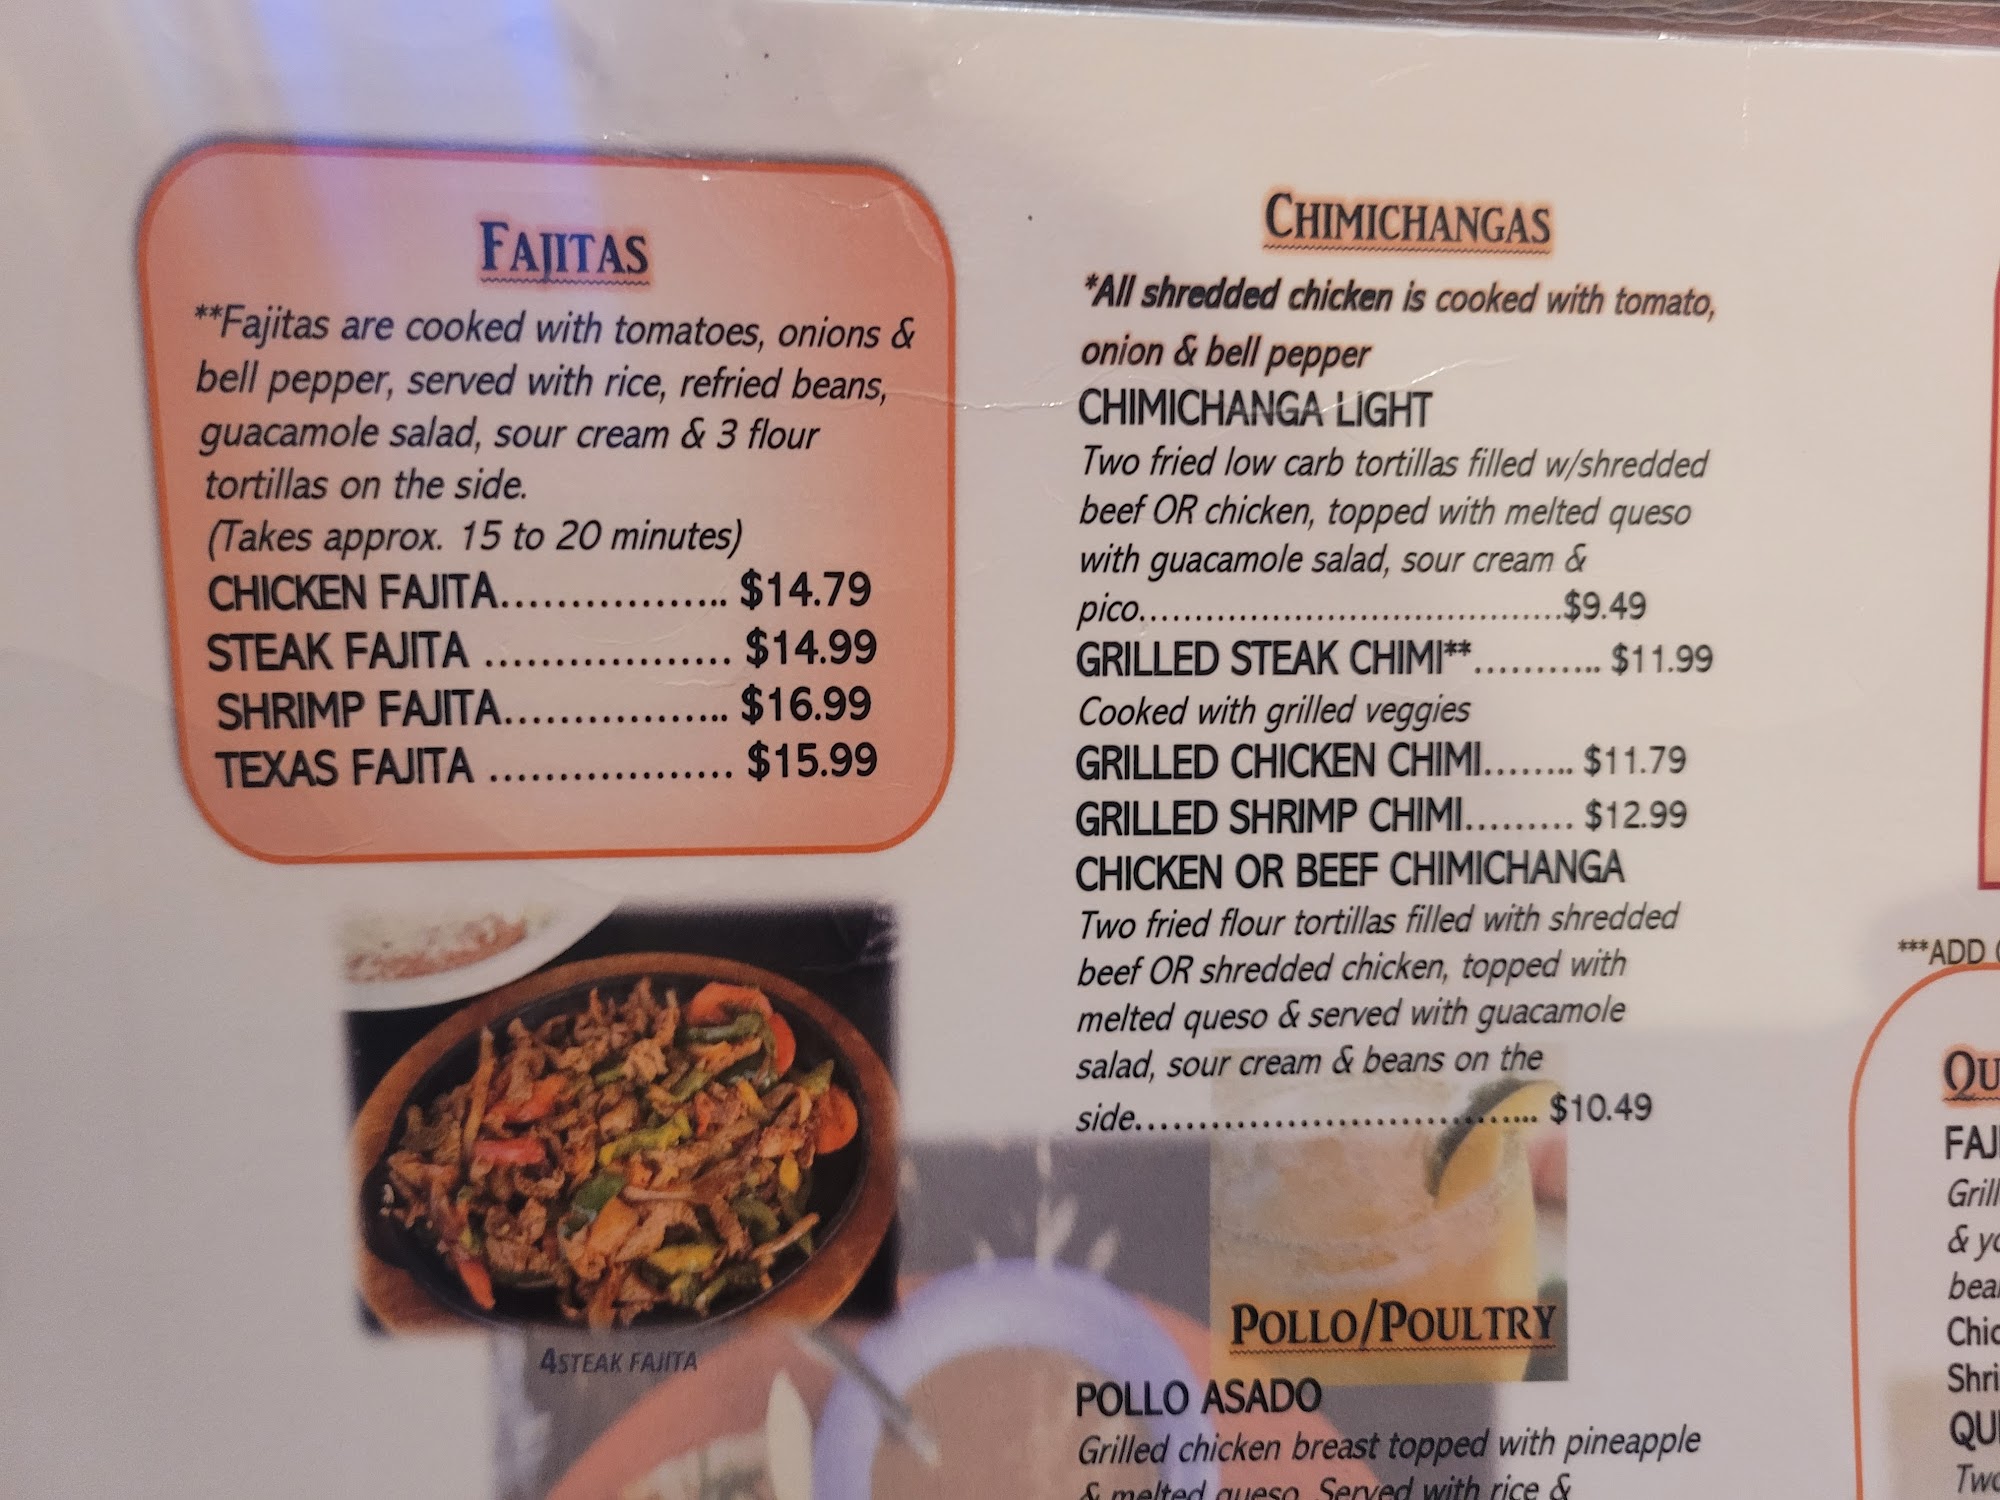 FAJITAS
**Fajitas are cooked with tomatoes, onions &
bell pepper, served with rice, refried beans,
guacamole salad, sour cream & 3 flour
tortillas on the side.
(Takes approx. 15 to 20 minutes)
CHICKEN FAJITA.................. $14.79
STEAK FAJITA .................. $14.99
SHRIMP FAJITA.................. $16.99
TEXAS FAJITA .................. $15.99
4STEAK FAJITA
CHIMICHANGAS
*All shredded chicken is cooked with tomato,
onion & bell pepper
CHIMICHANGA LIGHT
Two fried low carb tortillas filled w/shredded
beef OR chicken, topped with melted queso
with guacamole salad, sour cream &
pico.......................................$9.49
GRILLED STEAK CHIMI**........... $11.99
Cooked with grilled veggies
GRILLED CHICKEN CHIMI........ $11.79
GRILLED SHRIMP CHIMI......... $12.99
CHICKEN OR BEEF CHIMICHANGA
Two fried flour tortillas filled with shredded
beef OR shredded chicken, topped with
melted queso & served with guacamole
salad, sour cream & beans on the
side.................................. $10.49
POLLO/POULTRY
POLLO ASADO
Grilled chicken breast topped with pineapple
& melted queso. Served with rice &
***ADD
&